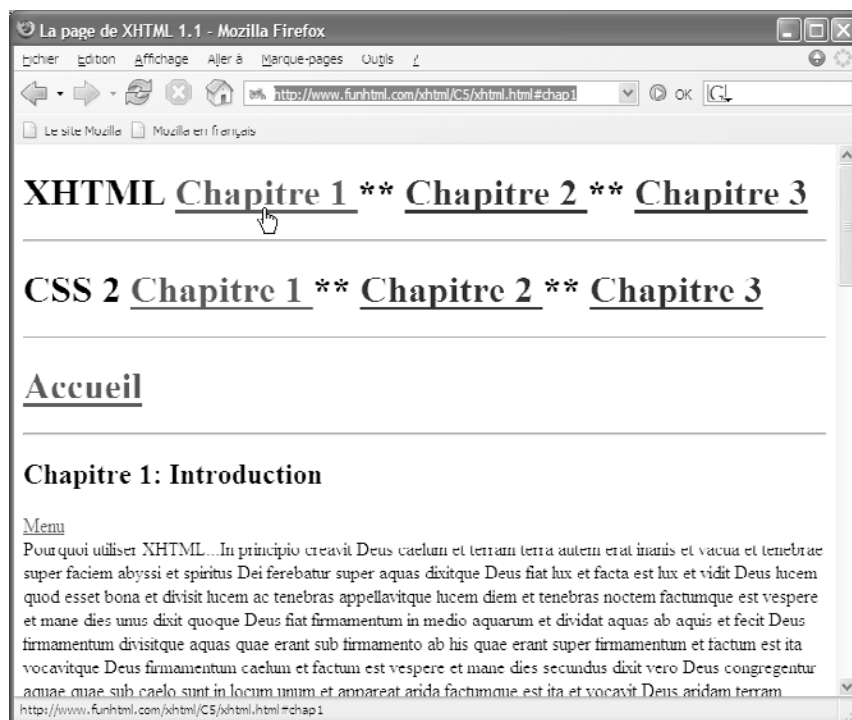 La page de XHTML 1.1 - Mozilla Firefox
Fichier Edition Affichage Aller à Marque-pages Outils ?
http://www.funhtml.com/xhtml/C5/xhtml.html#chap1 OK
Le site Mozilla Mozilla en français
XHTML Chapitre 1 ** Chapitre 2 ** Chapitre 3
CSS 2 Chapitre 1 ** Chapitre 2 ** Chapitre 3
Accueil
Chapitre 1: Introduction
Menu
Pourquoi utiliser XHTML...In principio creavit Deus caelum et terram terra autem erat inanis et vacua et tenebrae
super faciem abyssi et spiritus Dei ferebatur super aquas dixitque Deus fiat lux et facta est lux et vidit Deus lucem
quod esset bona et divisit lucem ac tenebras appellavitque lucem diem et tenebras noctem factumque est vespere
et mane dies unus dixit quoque Deus fiat firmamentum in medio aquarum et dividat aquas ab aquis et fecit Deus
firmamentum divisitque aquas quae erant sub firmamento ab his quae erant super firmamentum et factum est ita
vocavitque Deus firmamentum caelum et factum est vespere et mane dies secundus dixit vero Deus congregentur
aquae quae sub caelo sunt in locum unum et appareat arida factumque est ita et vocavit Deus aridam terram
http://www.funhtml.com/xhtml/C5/xhtml.html#chap1